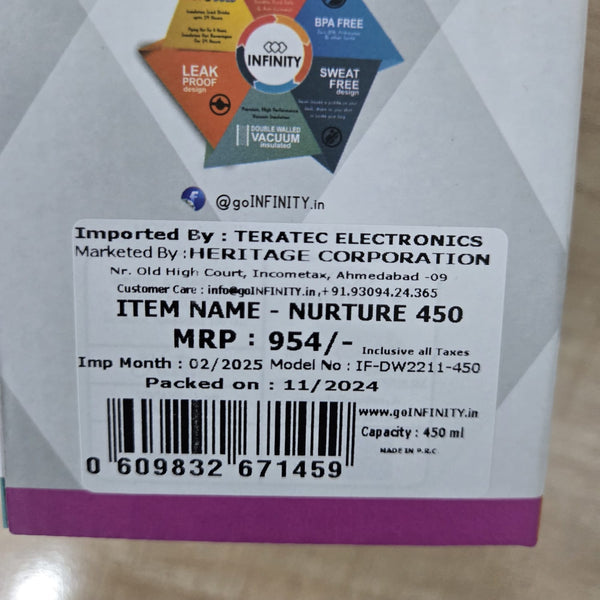 BPA FREE
INFINITY
LEAK
PROOF
design
SWEAT
FREE
design
DOUBLE WALLED
VACUUM
insulated
@goINFINITY.in
Imported By : TERATEC ELECTRONICS
Marketed By : HERITAGE CORPORATION
Nr. Old High Court, Incometax, Ahmedabad -09
Customer Care : info@goINFINITY.in,+91.93094.24.365
ITEM NAME - NURTURE 450
MRP : 954/- Inclusive all Taxes
Imp Month : 02/2025 Model No : IF-DW2211-450
Packed on : 11/2024
www.goINFINITY.in
Capacity : 450 ml
MADE IN P.R.C
0 609832 671459